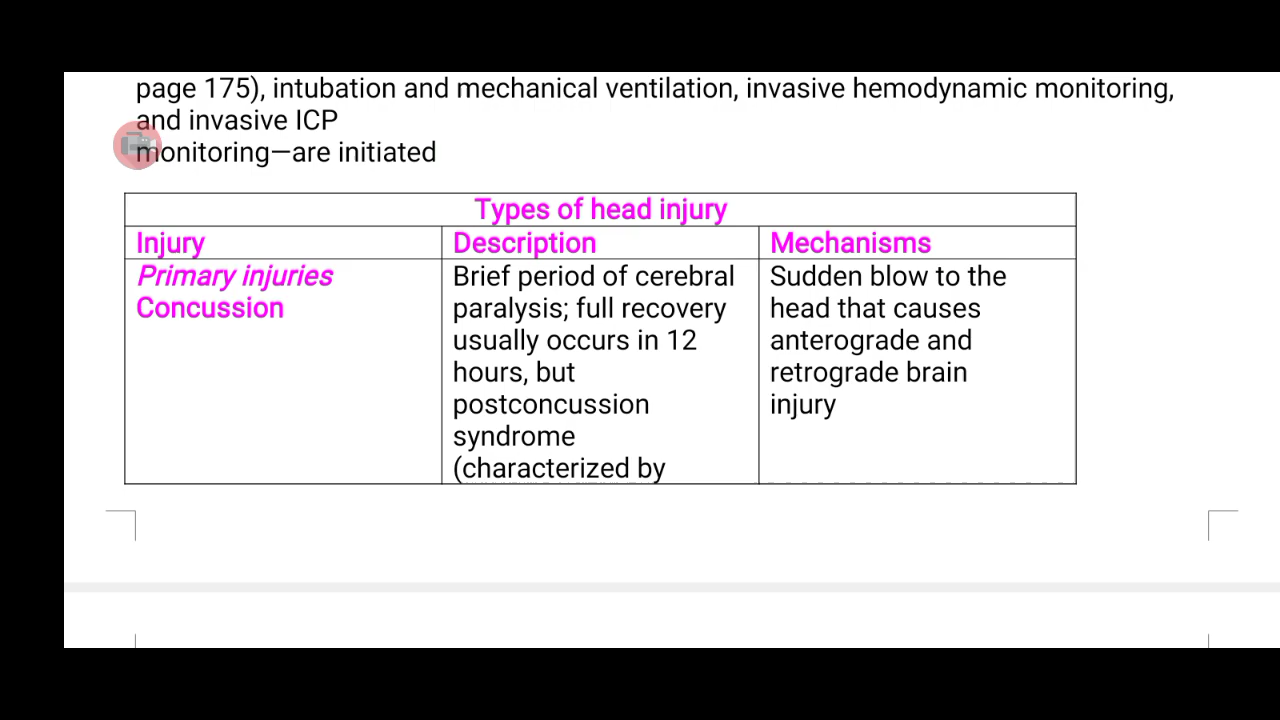 page 175), intubation and mechanical ventilation, invasive hemodynamic monitoring,
and invasive ICP
monitoring—are initiated
Types of head injury
Injury
Description
Mechanisms
Primary injuries
Concussion
Brief period of cerebral
paralysis; full recovery
usually occurs in 12
hours, but
postconcussion
syndrome
(characterized by
Sudden blow to the
head that causes
anterograde and
retrograde brain
injury